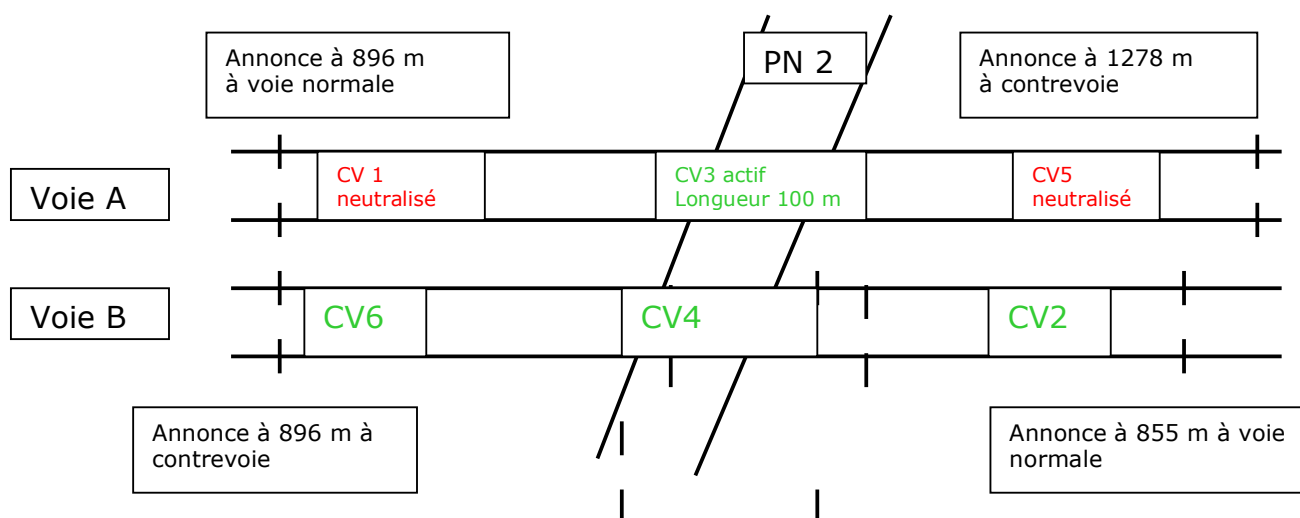 Annonce à 896 m
à voie normale
PN 2
Annonce à 1278 m
à contrevoie
Voie A
CV 1
neutralisé
CV3 actif
Longueur 100 m
CV5
neutralisé
Voie B
CV6
CV4
CV2
Annonce à 896 m à
contrevoie
Annonce à 855 m à voie
normale